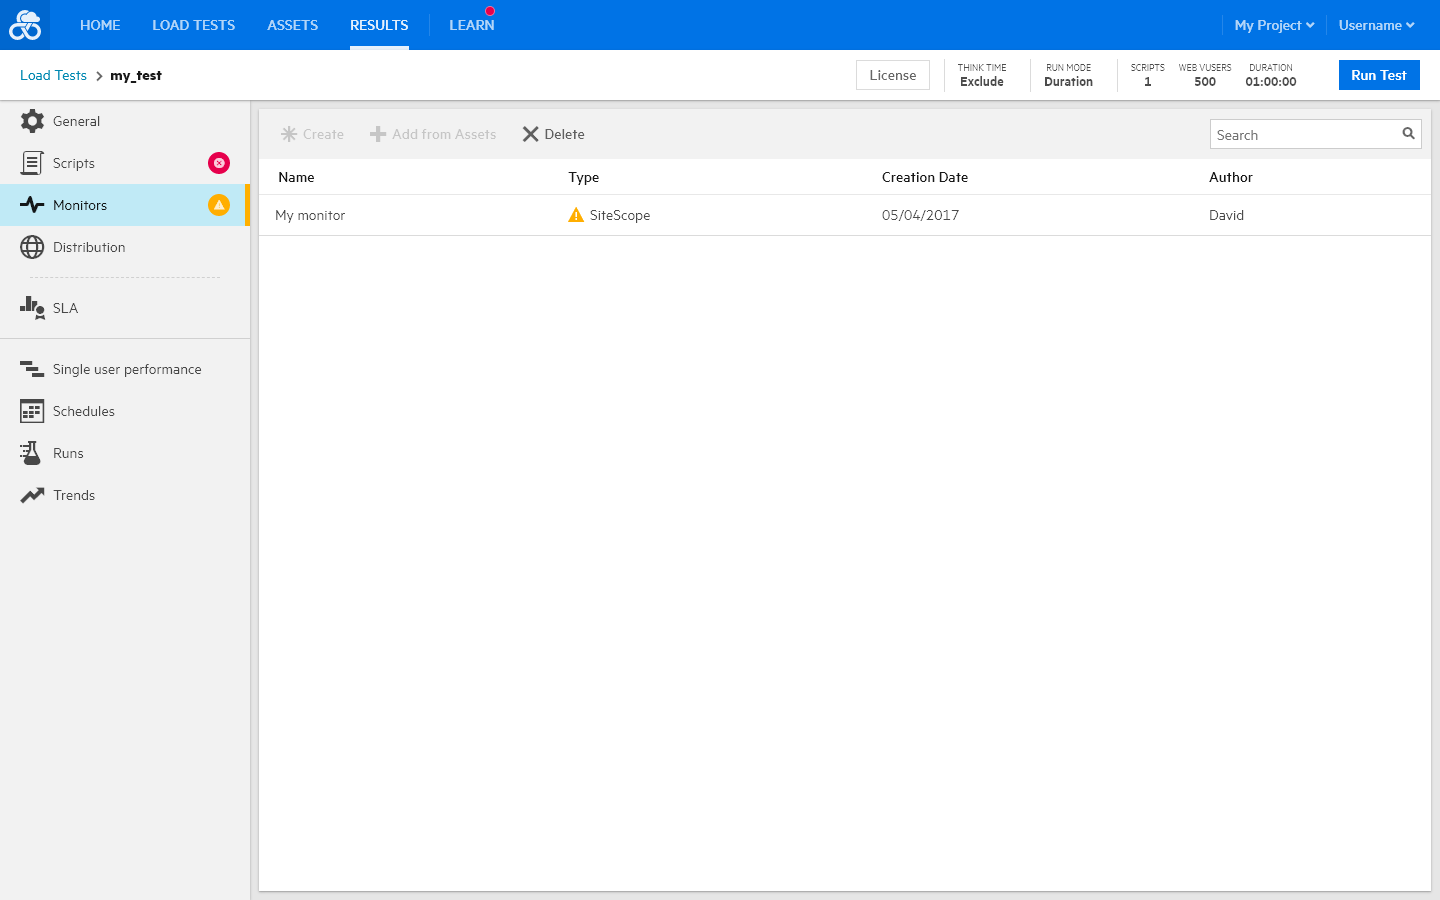 HOME LOAD TESTS ASSETS RESULTS LEARN My Project Username
Load Tests > my_test License THINK TIME RUN MODE SCRIPTS WEB VUSERS DURATION Run Test
Exclude Duration 1 500 01:00:00
General
Scripts
Monitors
Distribution
SLA
Single user performance
Schedules
Runs
Trends
Create Add from Assets Delete Search
Name Type Creation Date Author
My monitor SiteScope 05/04/2017 David